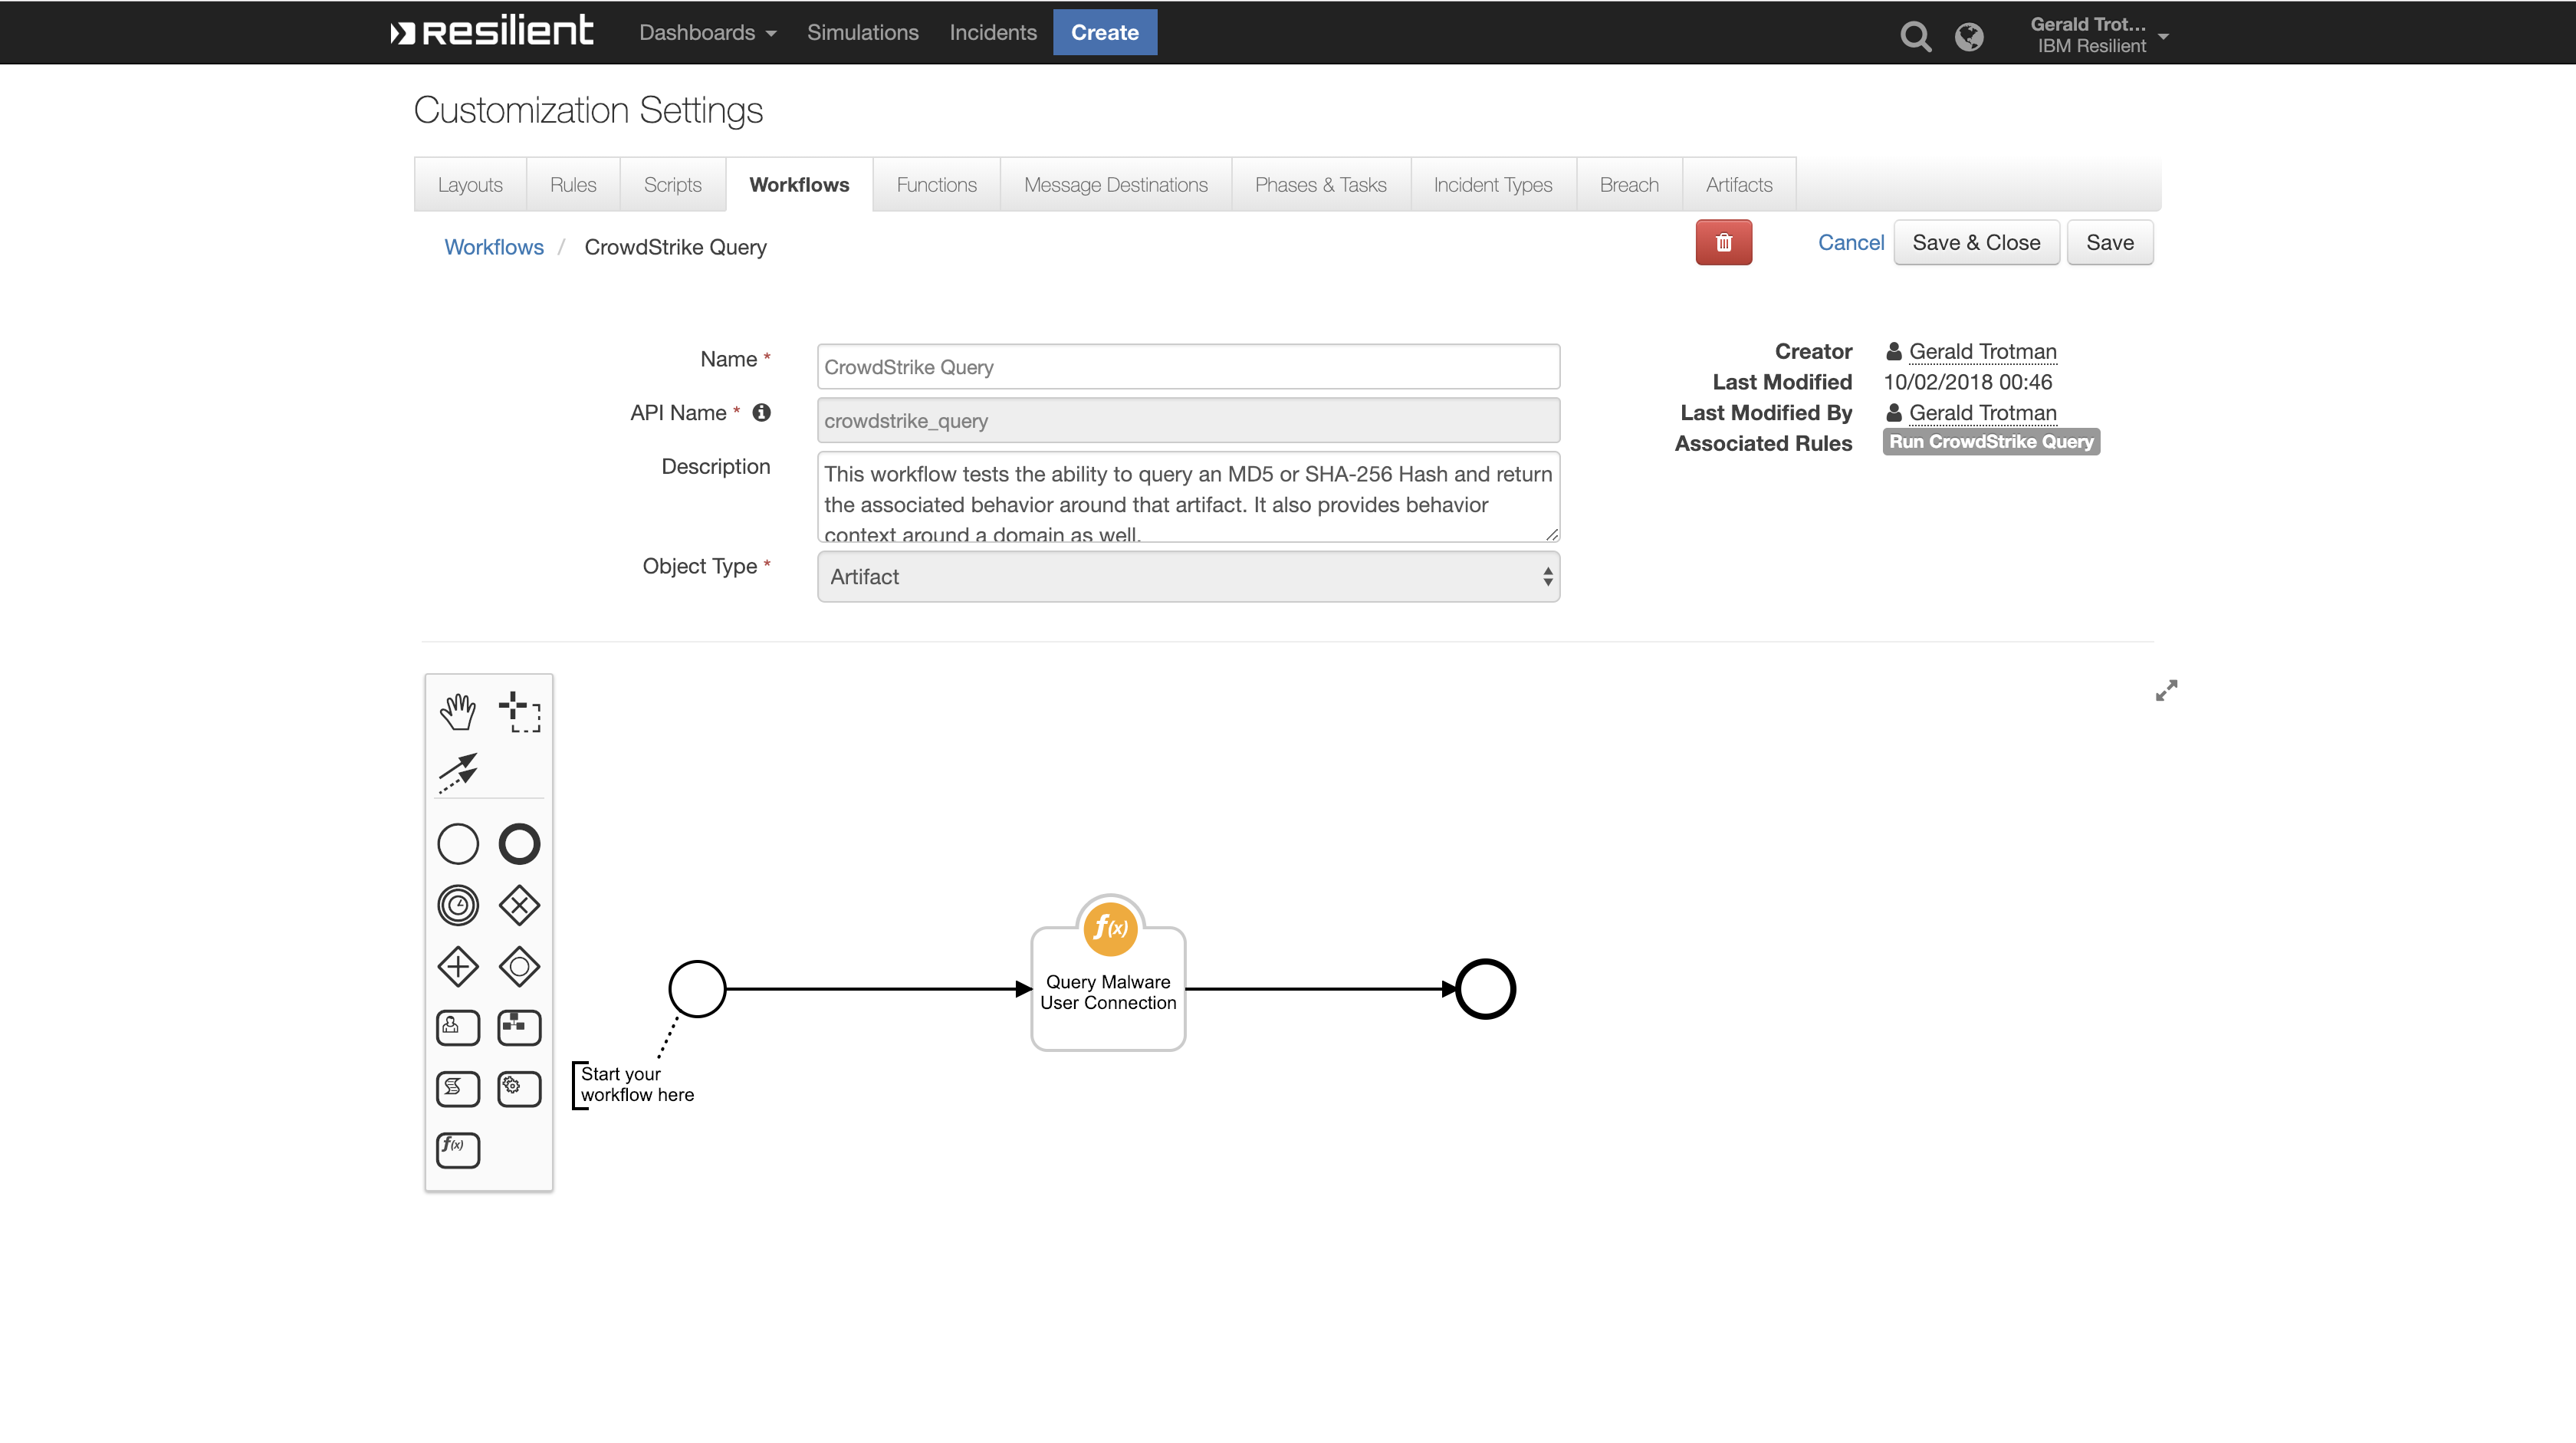 resilient Dashboards Simulations Incidents Create Gerald Trot...
IBM Resilient
Customization Settings
Layouts Rules Scripts Workflows Functions Message Destinations Phases & Tasks Incident Types Breach Artifacts
Workflows / CrowdStrike Query Cancel Save & Close Save
Name * CrowdStrike Query
API Name * crowdstrike_query
Description This workflow tests the ability to query an MD5 or SHA-256 Hash and return
the associated behavior around that artifact. It also provides behavior
context around a domain as well.
Object Type * Artifact
Creator Gerald Trotman
Last Modified 10/02/2018 00:46
Last Modified By Gerald Trotman
Associated Rules Run CrowdStrike Query
f(x)
Query Malware
User Connection
Start your
workflow here
f(x)